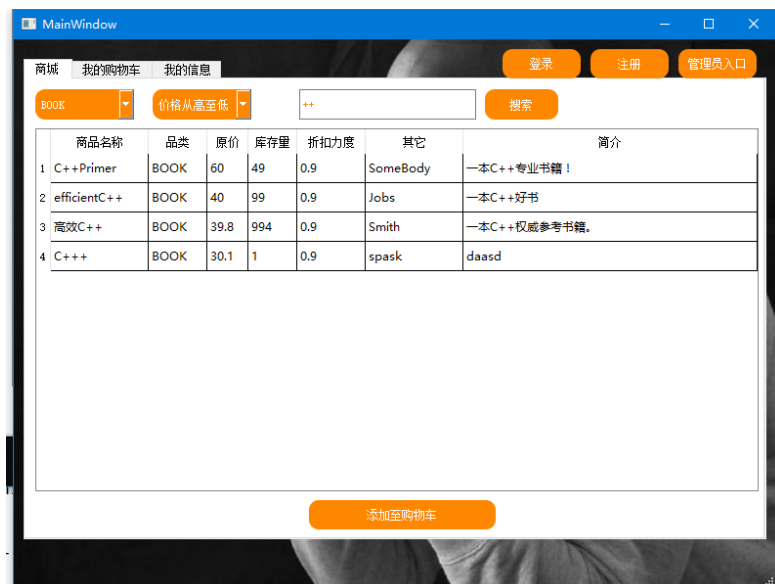 MainWindow
登录 注册 管理员入口
商城 我的购物车 我的信息
BOOK 价格从高至低 ++ 搜索
商品名称 品类 原价 库存量 折扣力度 其它 简介
1 C++Primer BOOK 60 49 0.9 SomeBody 一本C++专业书籍！
2 efficientC++ BOOK 40 99 0.9 Jobs 一本C++好书
3 高效C++ BOOK 39.8 994 0.9 Smith 一本C++权威参考书籍。
4 C+++ BOOK 30.1 1 0.9 spask daasd
添加至购物车